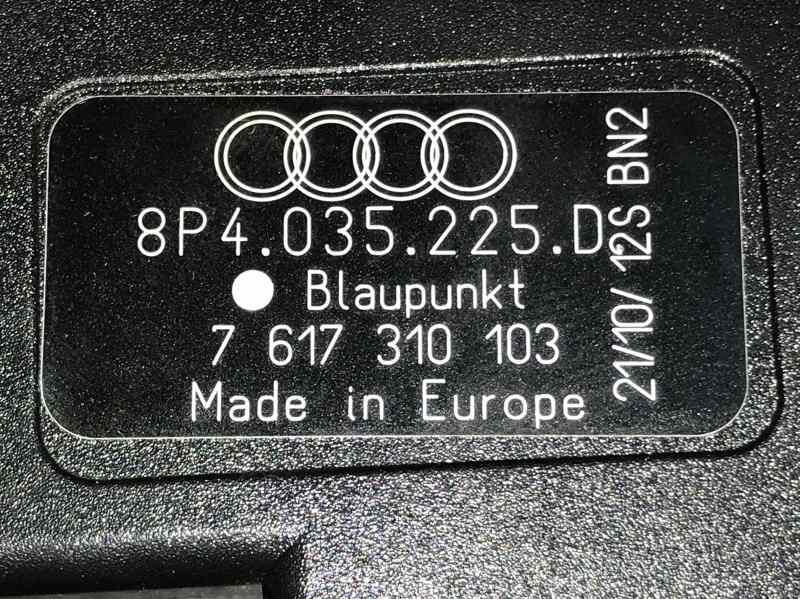 8P4.035.225.D
Blaupunkt
7 617 310 103
Made in Europe
21/10/ 12S BN2